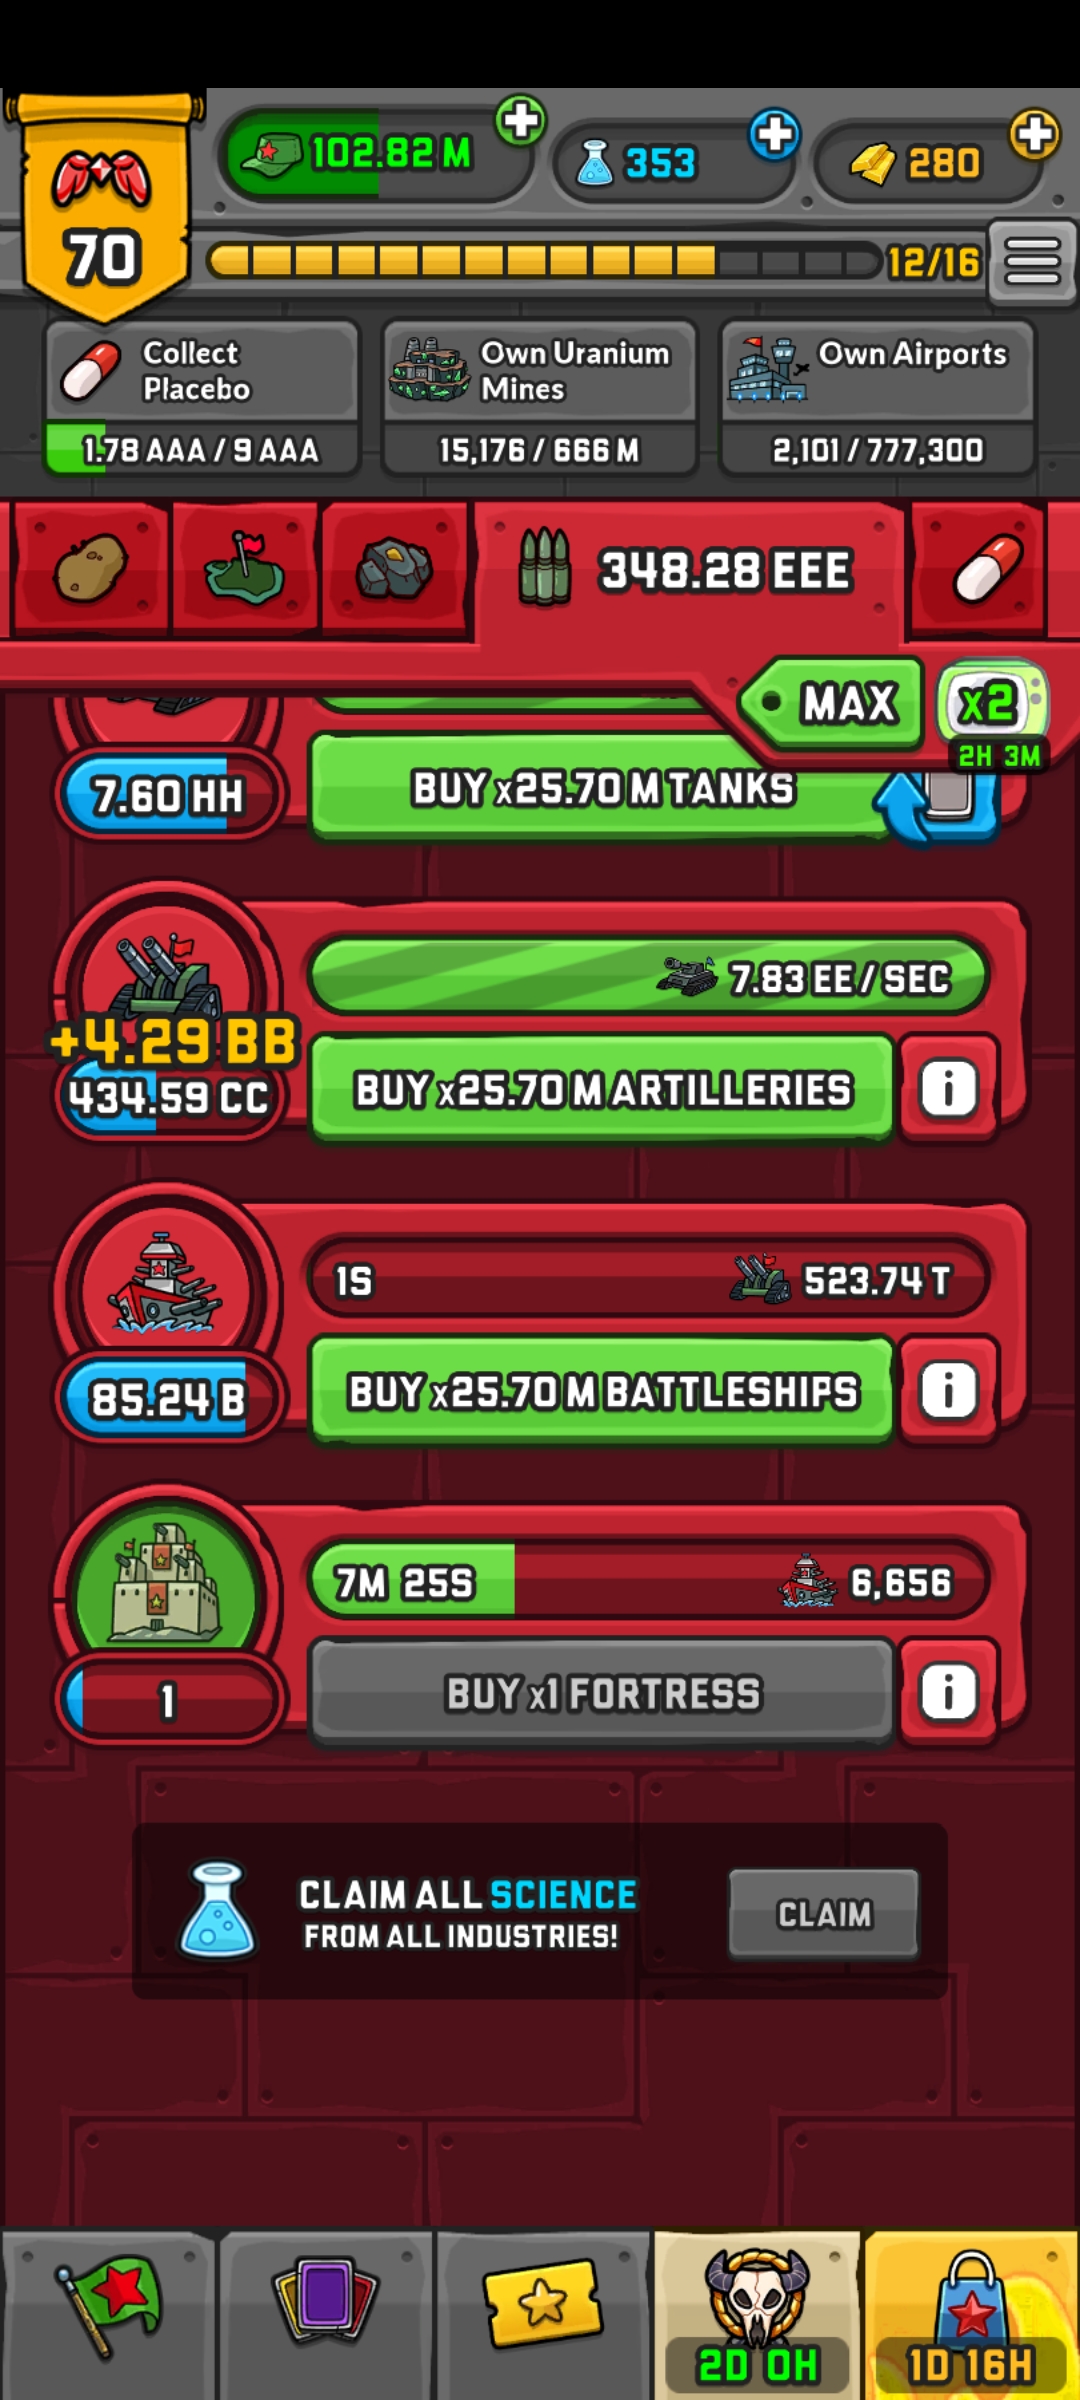 102.82 M
353
280
70
12/16
Collect
Placebo
Own Uranium
Mines
Own Airports
1.78 AAA / 9 AAA
15,176 / 666 M
2,101 / 777,300
348.28 EEE
MAX
x2
2H 3M
7.60 HH
BUY x25.70 M TANKS
7.83 EE / SEC
+4.29 BB
434.59 CC
BUY x25.70 M ARTILLERIES
i
1S
523.74 T
85.24 B
BUY x25.70 M BATTLESHIPS
i
7M 25S
6,656
1
BUY x1 FORTRESS
i
CLAIM ALL SCIENCE
FROM ALL INDUSTRIES!
CLAIM
2D 0H
1D 16H